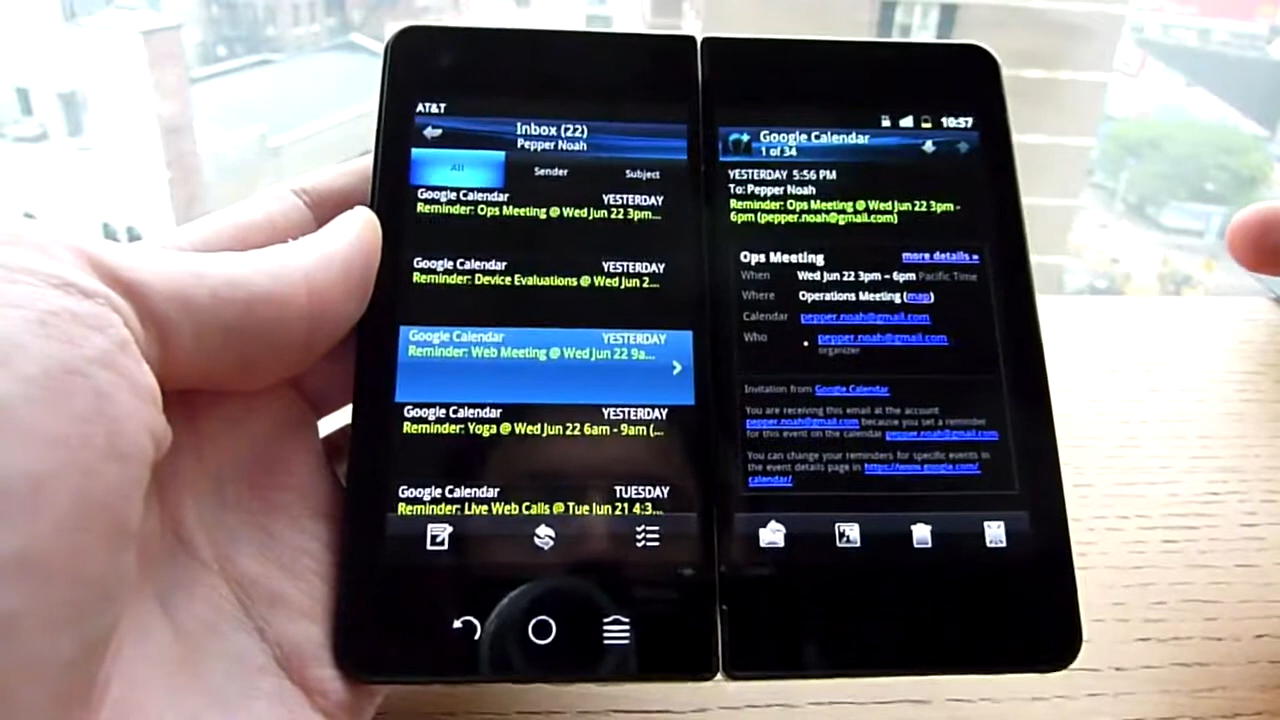 AT&T
Inbox (22)
Pepper Noah
All
Sender
Subject
Google Calendar YESTERDAY
Reminder: Ops Meeting @ Wed Jun 22 3pm...
Google Calendar YESTERDAY
Reminder: Device Evaluations @ Wed Jun 2...
Google Calendar YESTERDAY
Reminder: Web Meeting @ Wed Jun 22 9a...
Google Calendar YESTERDAY
Reminder: Yoga @ Wed Jun 22 6am - 9am (...
Google Calendar TUESDAY
Reminder: Live Web Calls @ Tue Jun 21 4:3...
10:57
Google Calendar
1 of 34
YESTERDAY 5:56 PM
To: Pepper Noah
Reminder: Ops Meeting @ Wed Jun 22 3pm -
6pm (pepper.noah@gmail.com)
Ops Meeting more details »
When Wed Jun 22 3pm – 6pm Pacific Time
Where Operations Meeting (map)
Calendar pepper.noah@gmail.com
Who • pepper.noah@gmail.com
organizer
Invitation from Google Calendar
You are receiving this email at the account
pepper.noah@gmail.com because you set a reminder
for this event on the calendar pepper.noah@gmail.com.
You can change your reminders for specific events in
the event details page in https://www.google.com/
calendar/